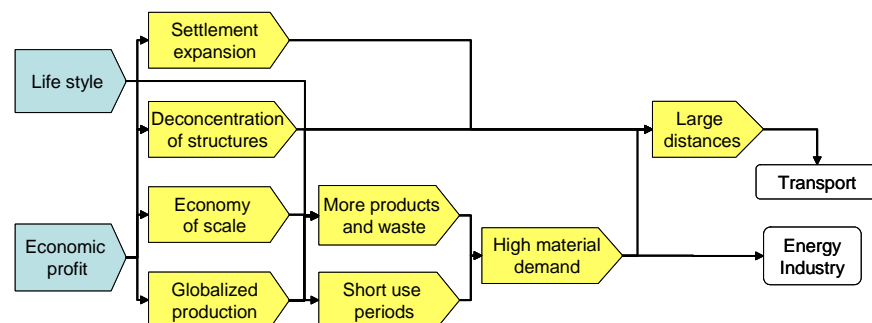 Settlement
expansion
Life style
Deconcentration
of structures
Large
distances
Transport
Economy
of scale
More products
and waste
Economic
profit
High material
demand
Energy
Industry
Globalized
production
Short use
periods